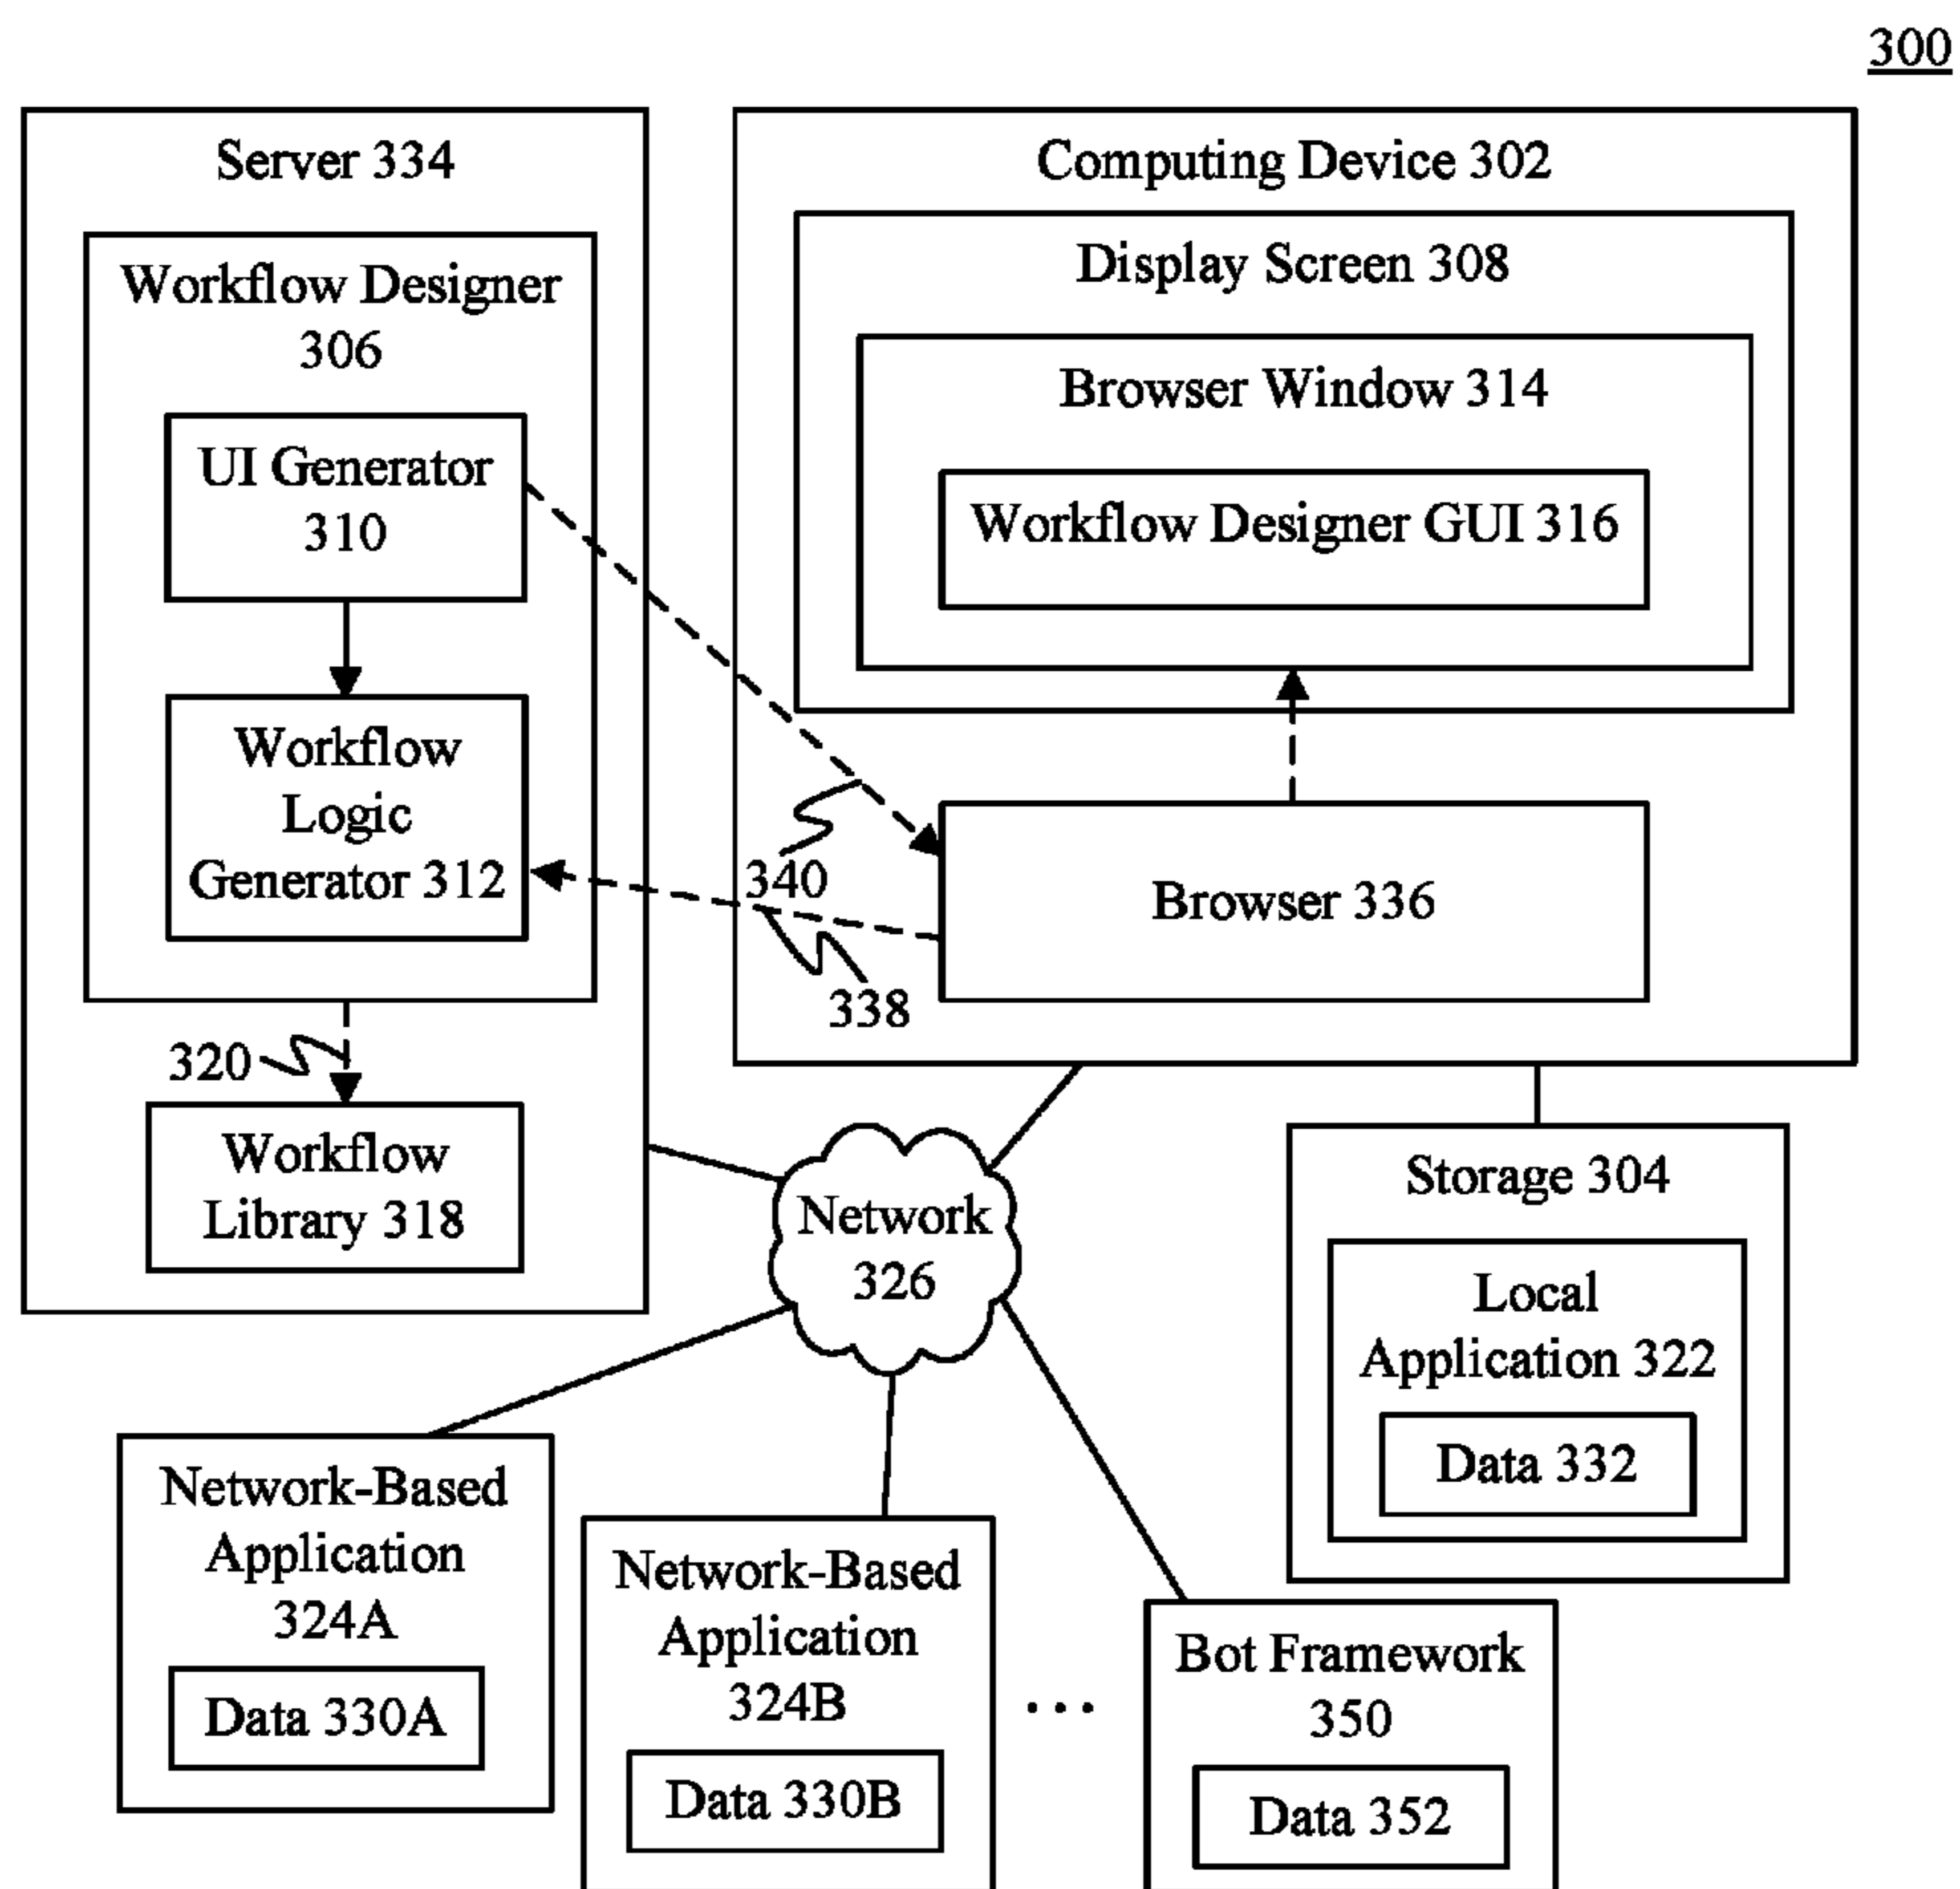 300
Server 334
Workflow Designer
306
UI Generator
310
Workflow
Logic
Generator 312
320
Workflow
Library 318
Computing Device 302
Display Screen 308
Browser Window 314
Workflow Designer GUI 316
340
Browser 336
338
Network
326
Storage 304
Local
Application 322
Data 332
Network-Based
Application
324A
Data 330A
Network-Based
Application
324B
Data 330B
...
Bot Framework
350
Data 352